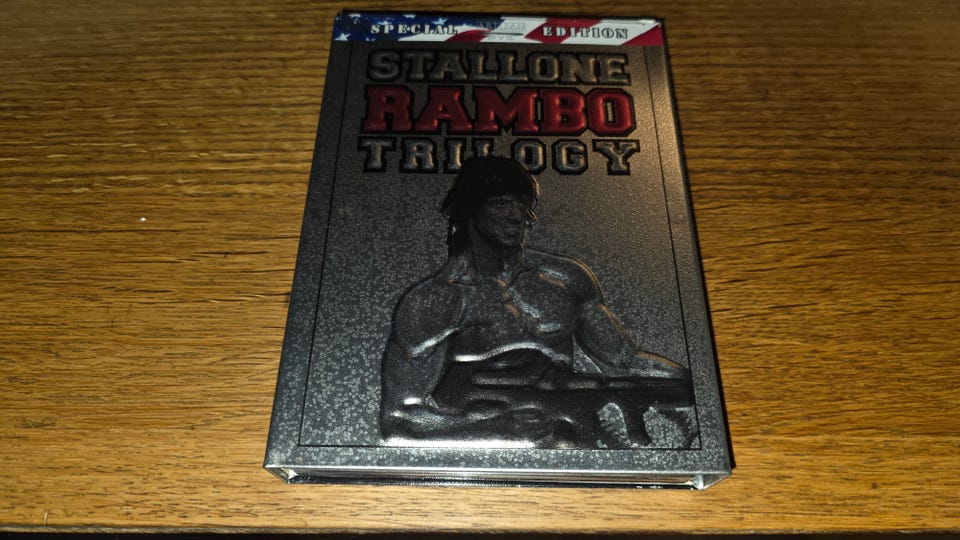 SPECIAL EDITION
STALLONE
RAMBO
TRILOGY